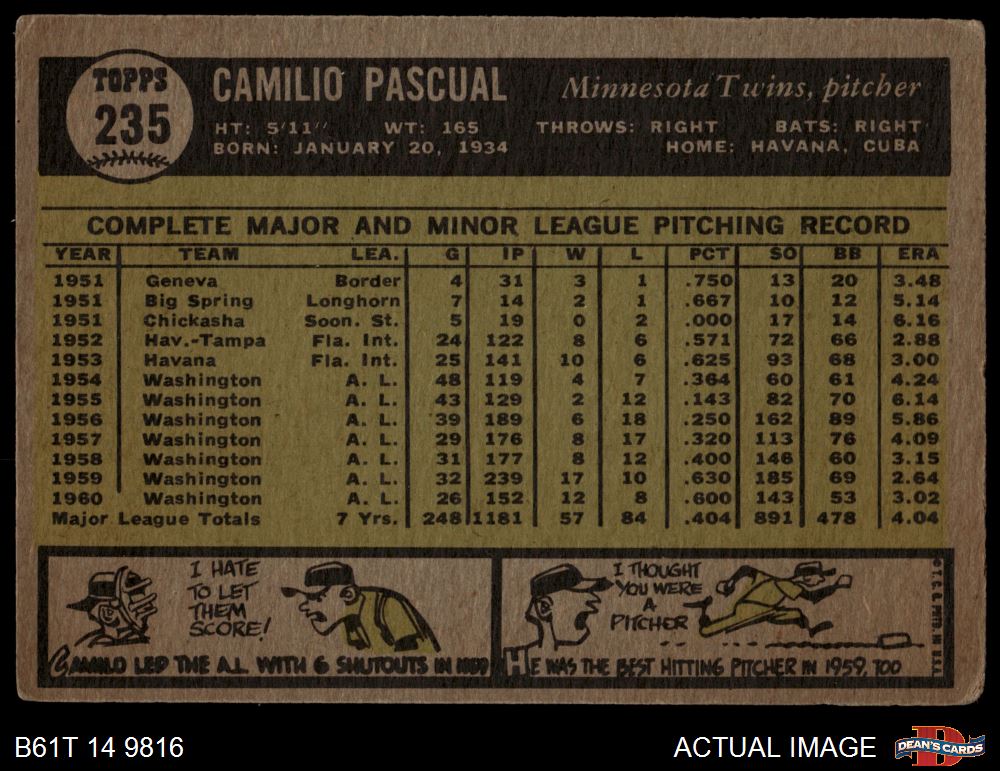 TOPPS
235
CAMILIO PASCUAL
Minnesota Twins, pitcher
HT: 5'11" WT: 165 THROWS: RIGHT BATS: RIGHT
BORN: JANUARY 20, 1934 HOME: HAVANA, CUBA
COMPLETE MAJOR AND MINOR LEAGUE PITCHING RECORD
YEAR TEAM LEA. G IP W L PCT SO BB ERA
1951 Geneva Border 4 31 3 1 .750 13 20 3.48
1951 Big Spring Longhorn 7 14 2 1 .667 10 12 5.14
1951 Chickasha Soon. St. 5 19 0 2 .000 17 14 6.16
1952 Hav.-Tampa Fla. Int. 24 122 8 6 .571 72 66 2.88
1953 Havana Fla. Int. 25 141 10 6 .625 93 68 3.00
1954 Washington A. L. 48 119 4 7 .364 60 61 4.24
1955 Washington A. L. 43 129 2 12 .143 82 70 6.14
1956 Washington A. L. 39 189 6 18 .250 162 89 5.86
1957 Washington A. L. 29 176 8 17 .320 113 76 4.09
1958 Washington A. L. 31 177 8 12 .400 146 60 3.15
1959 Washington A. L. 32 239 17 10 .630 185 69 2.64
1960 Washington A. L. 26 152 12 8 .600 143 53 3.02
Major League Totals 7 Yrs. 248 1181 57 84 .404 891 478 4.04
I HATE
TO LET
THEM
SCORE!
CAMILO LED THE A.L. WITH 6 SHUTOUTS IN 1959
I THOUGHT
YOU WERE
A
PITCHER
HE WAS THE BEST HITTING PITCHER IN 1959, TOO
© T. C. G. PRTD. IN U.S.A.
B61T 14 9816
ACTUAL IMAGE
D
DEAN'S CARDS